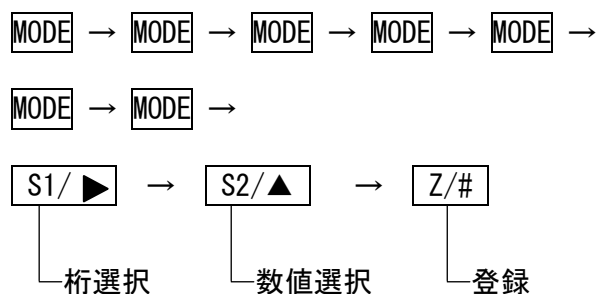 MODE → MODE → MODE → MODE → MODE →
MODE → MODE →
S1/▶ → S2/▲ → Z/#
桁選択 数値選択 登録